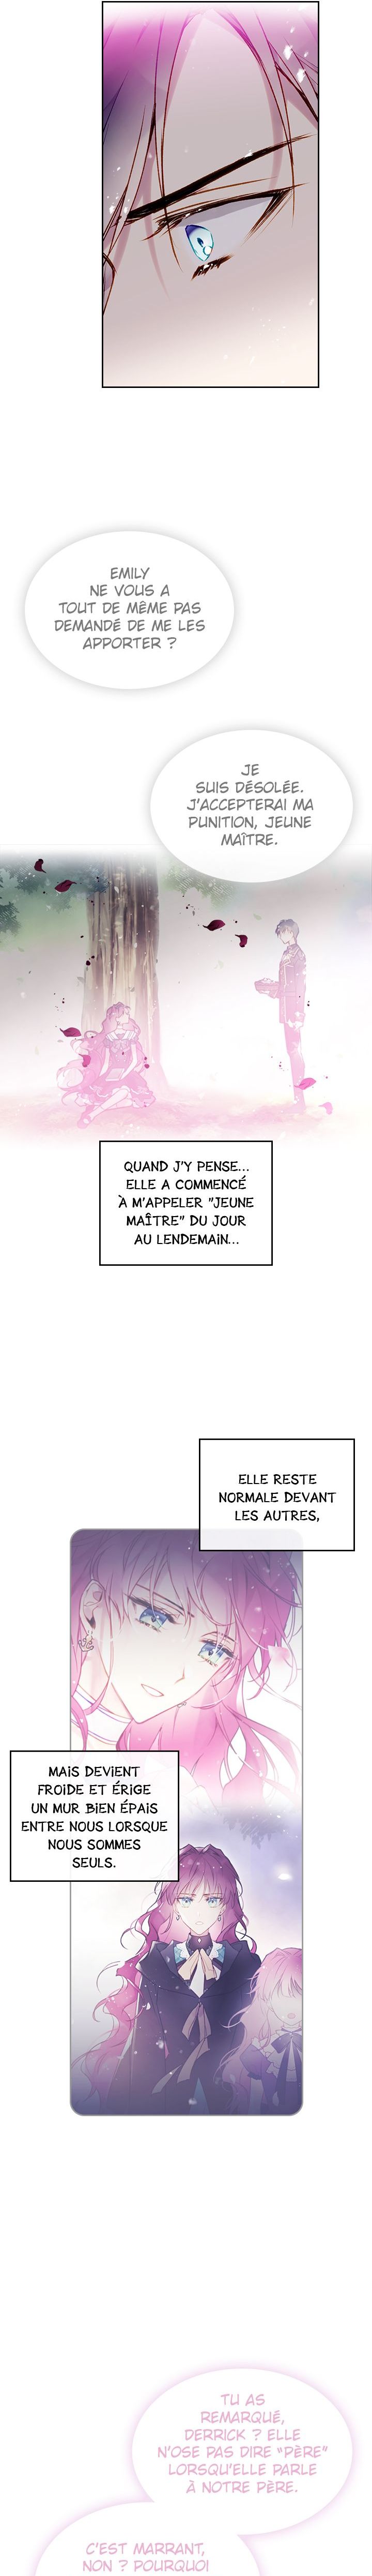 EMILY
NE VOUS A
TOUT DE MÊME PAS
DEMANDÉ DE ME LES
APPORTER ?
JE
SUIS DÉSOLÉE.
J'ACCEPTERAI MA
PUNITION, JEUNE
MAÎTRE.
QUAND J'Y PENSE...
ELLE A COMMENCÉ
À M'APPELER "JEUNE
MAÎTRE" DU JOUR
AU LENDEMAIN...
ELLE RESTE
NORMALE DEVANT
LES AUTRES,
MAIS DEVIENT
FROIDE ET ÉRIGE
UN MUR BIEN ÉPAIS
ENTRE NOUS LORSQUE
NOUS SOMMES
SEULS.
TU AS
REMARQUÉ,
DERRICK ? ELLE
N'OSE PAS DIRE "PÈRE"
LORSQU'ELLE PARLE
À NOTRE PÈRE.
C'EST MARRANT,
NON ? POURQUOI